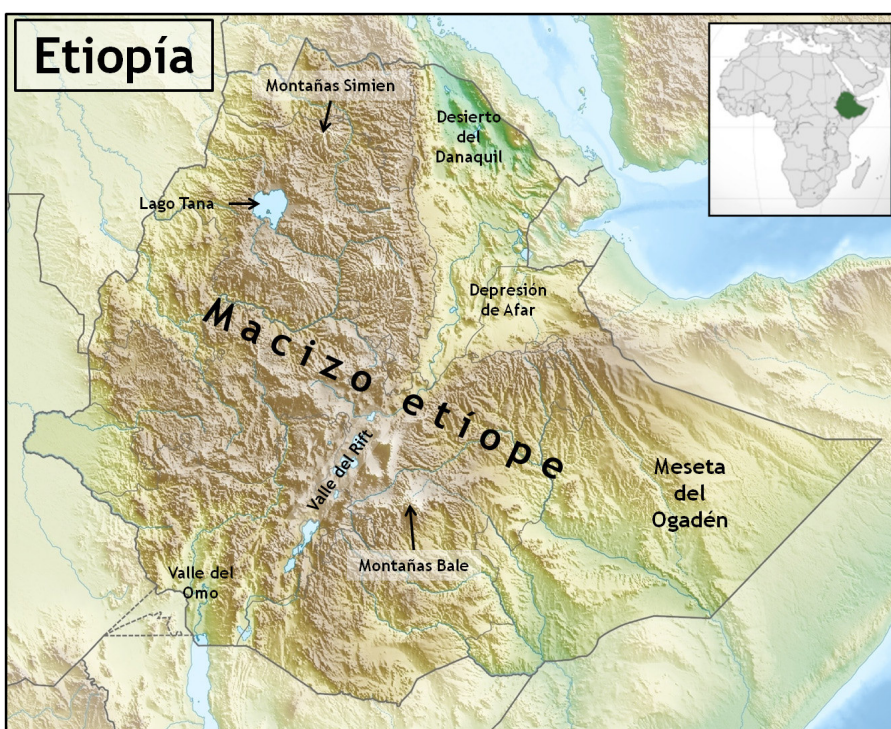 Etiopía
Montañas Simien
Desierto
del
Danaquil
Lago Tana
Depresión
de Afar
Macizo etíope
Valle del Rift
Meseta
del
Ogadén
Montañas Bale
Valle del
Omo